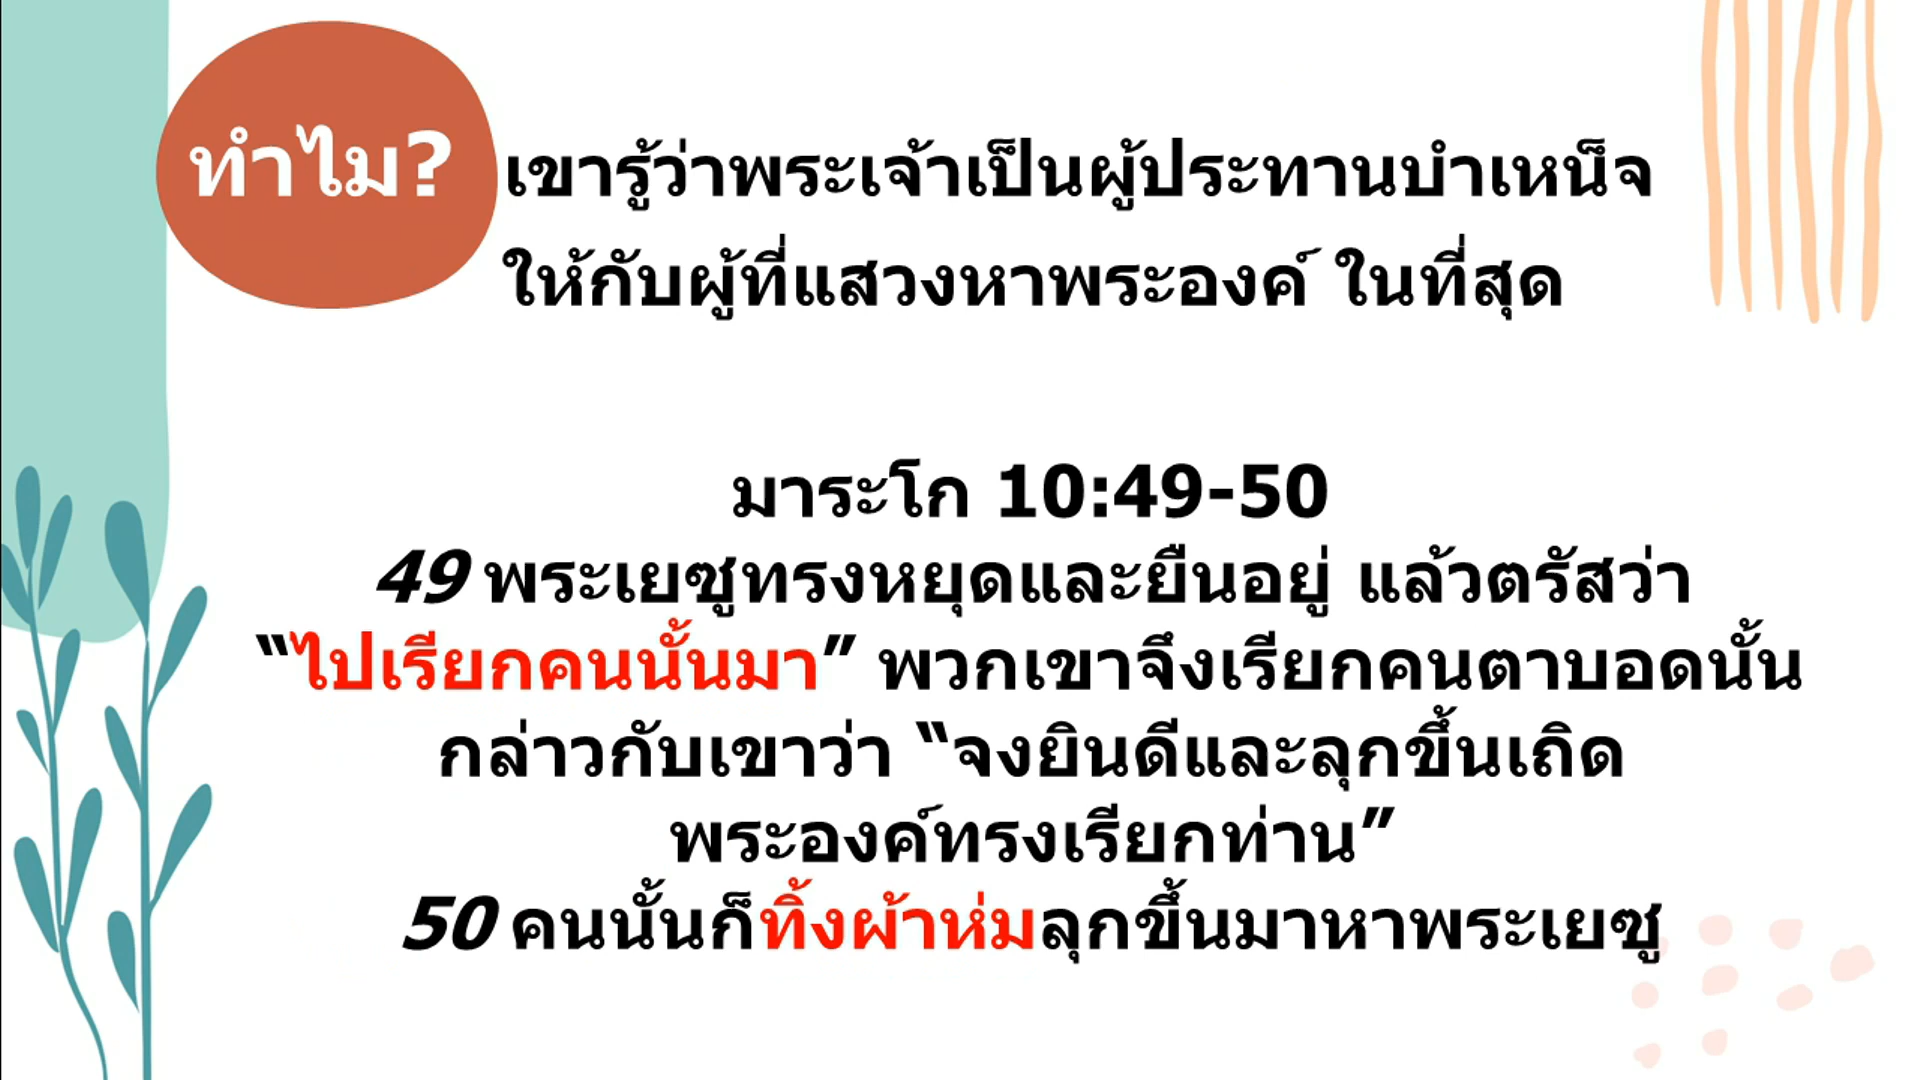 ทำไม?
เขารู้ว่าพระเจ้าเป็นผู้ประทานบำเหน็จ
ให้กับผู้ที่แสวงหาพระองค์ ในที่สุด
มาระโก 10:49-50
49 พระเยซูทรงหยุดและยืนอยู่ แล้วตรัสว่า
“ไปเรียกคนนั้นมา” พวกเขาจึงเรียกคนตาบอดนั้น
กล่าวกับเขาว่า “จงยินดีและลุกขึ้นเถิด
พระองค์ทรงเรียกท่าน”
50 คนนั้นก็ทิ้งผ้าห่มลุกขึ้นมาหาพระเยซู